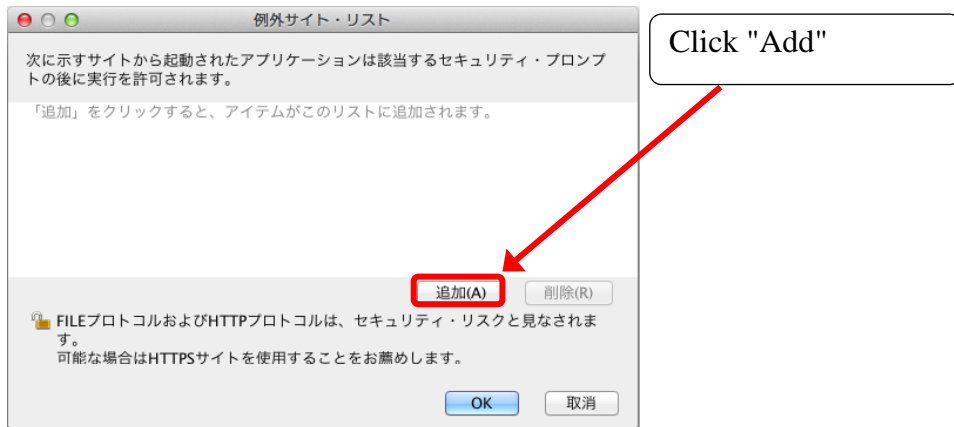 例外サイト・リスト
Click "Add"
次に示すサイトから起動されたアプリケーションは該当するセキュリティ・プロンプ
トの後に実行を許可されます。
「追加」をクリックすると、アイテムがこのリストに追加されます。
追加(A) 削除(R)
FILEプロトコルおよびHTTPプロトコルは、セキュリティ・リスクと見なされま
す。
可能な場合はHTTPSサイトを使用することをお薦めします。
OK 取消